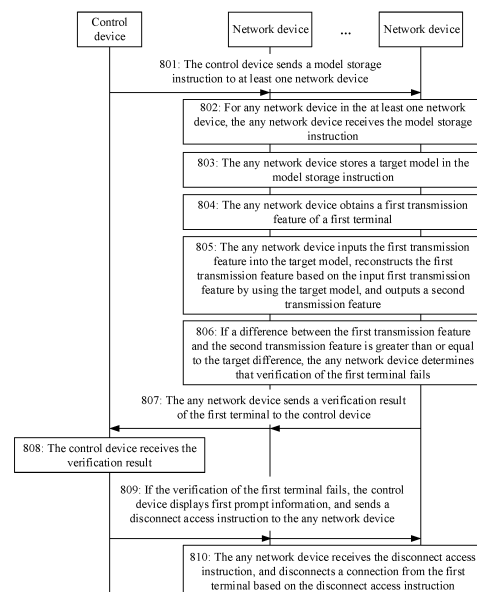 Control
device
Network device
...
Network device
801: The control device sends a model storage
instruction to at least one network device
802: For any network device in the at least one network
device, the any network device receives the model storage
instruction
803: The any network device stores a target model in the
model storage instruction
804: The any network device obtains a first transmission
feature of a first terminal
805: The any network device inputs the first transmission
feature into the target model, reconstructs the first
transmission feature based on the input first transmission
feature by using the target model, and outputs a second
transmission feature
806: If a difference between the first transmission feature
and the second transmission feature is greater than or equal
to the target difference, the any network device determines
that verification of the first terminal fails
807: The any network device sends a verification result
of the first terminal to the control device
808: The control device receives the
verification result
809: If the verification of the first terminal fails, the control
device displays first prompt information, and sends a
disconnect access instruction to the any network device
810: The any network device receives the disconnect access
instruction, and disconnects a connection from the first
terminal based on the disconnect access instruction